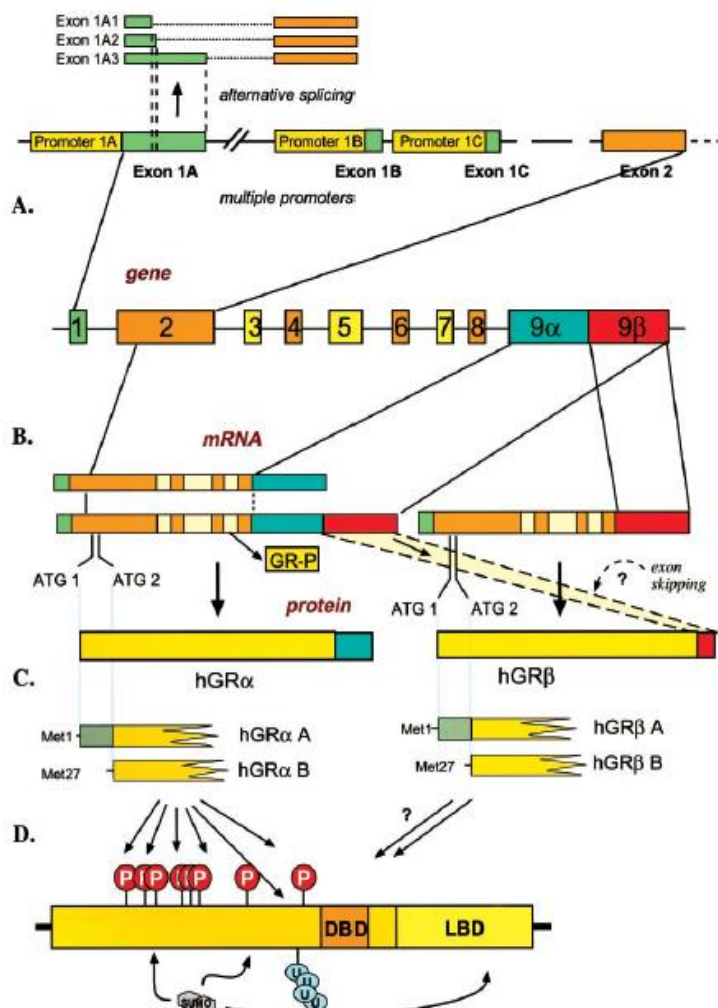 Exon 1A1
Exon 1A2
Exon 1A3
alternative splicing
Promoter 1A
Promoter 1B
Promoter 1C
Exon 1A
Exon 1B
Exon 1C
Exon 2
multiple promoters
A.
gene
1 2 3 4 5 6 7 8 9α 9β
B.
mRNA
GR-P
ATG 1
ATG 2
ATG 1
ATG 2
? exon
skipping
protein
hGRα
hGRβ
C.
Met1
hGRα A
Met1
hGRβ A
Met27
hGRα B
Met27
hGRβ B
D.
?
P P P P P P P P
DBD
LBD
SUMO
U
U
U
U